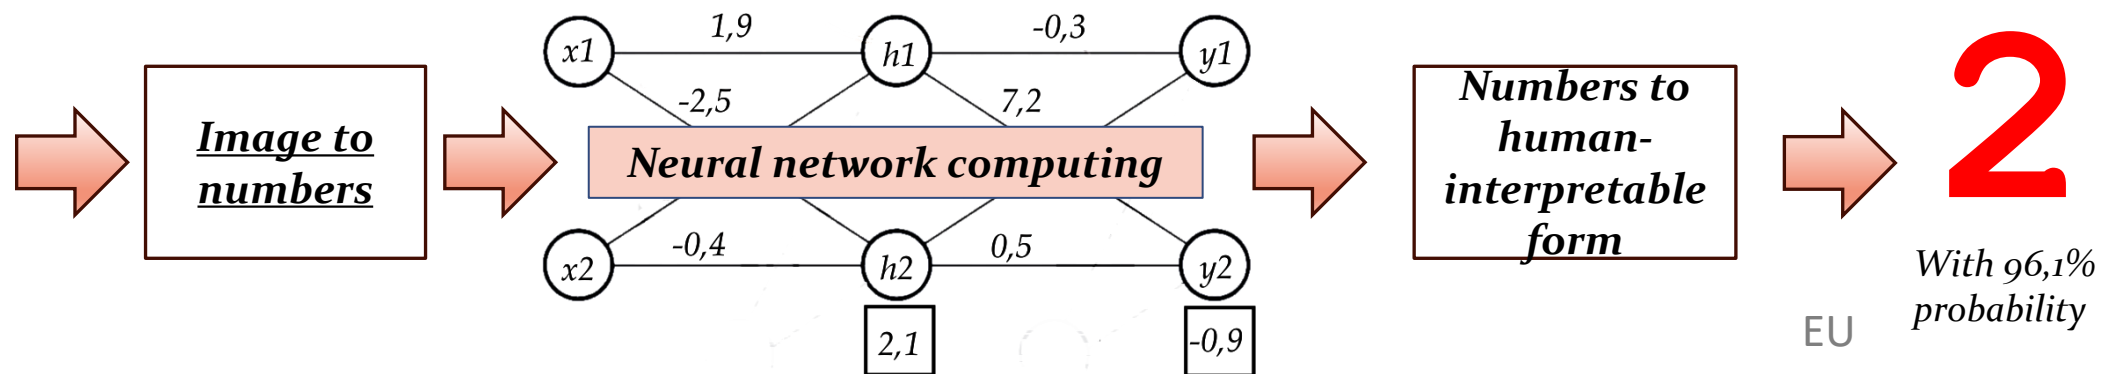 Image to
numbers
x1
1,9
h1
-0,3
y1
-2,5
7,2
Neural network computing
x2
-0,4
h2
0,5
y2
2,1
-0,9
Numbers to
human-
interpretable
form
2
With 96,1%
probability
EU